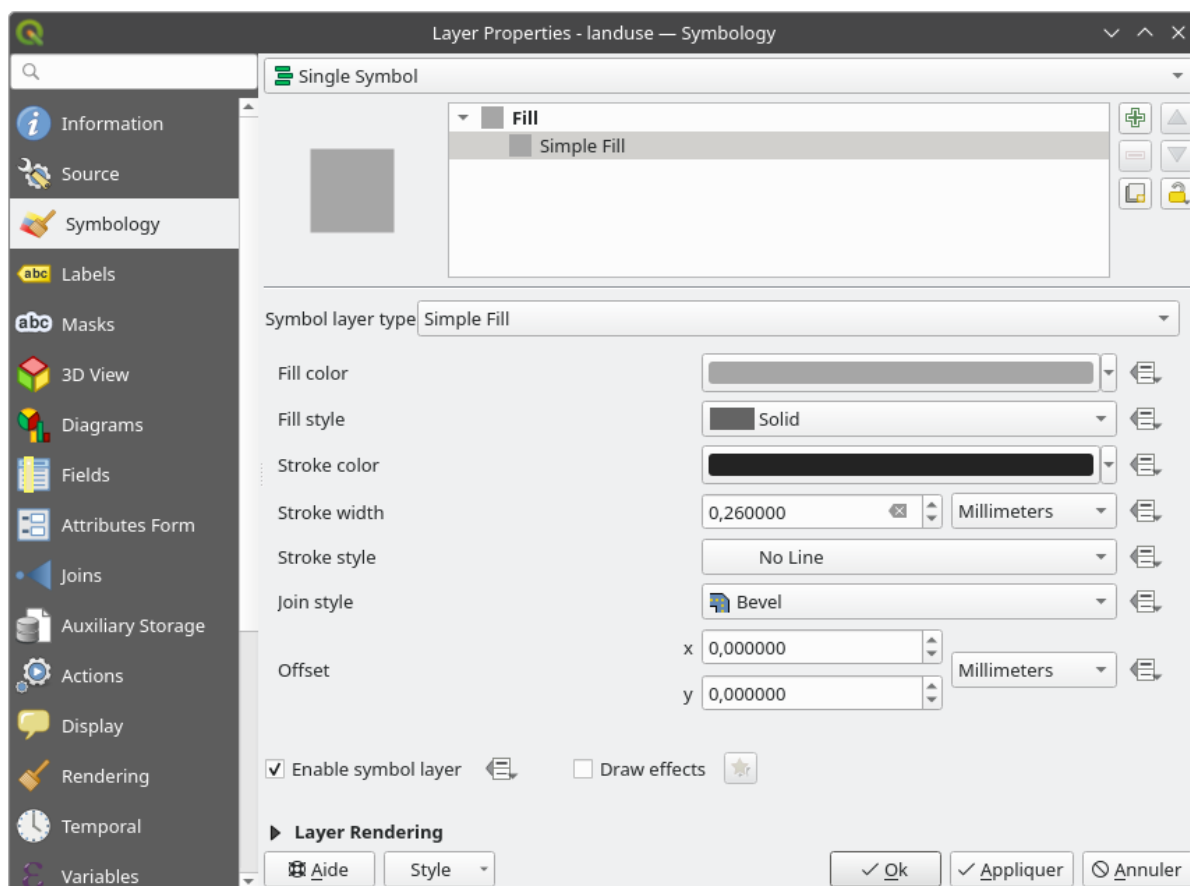 Layer Properties - landuse — Symbology
Single Symbol
Information
Source
Symbology
Labels
Masks
3D View
Diagrams
Fields
Attributes Form
Joins
Auxiliary Storage
Actions
Display
Rendering
Temporal
Variables
Fill
Simple Fill
Symbol layer type Simple Fill
Fill color
Fill style Solid
Stroke color
Stroke width 0,260000 Millimeters
Stroke style No Line
Join style Bevel
Offset x 0,000000 Millimeters
y 0,000000
Enable symbol layer Draw effects
Layer Rendering
Aide Style Ok Appliquer Annuler
abc
abc